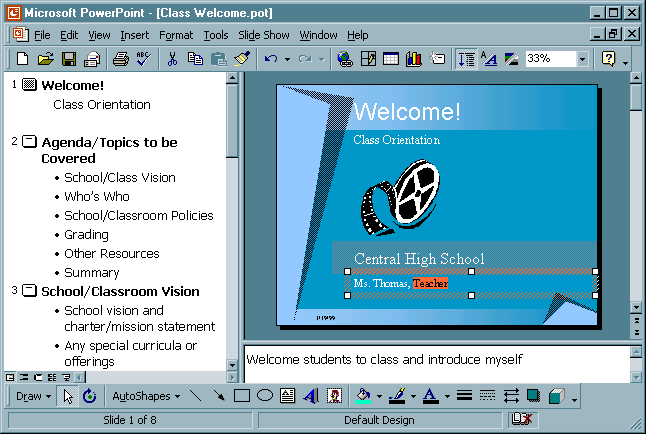 Microsoft PowerPoint - [Class Welcome.pot]
File Edit View Insert Format Tools Slide Show Window Help
ABC
33%
1 Welcome!
Class Orientation
2 Agenda/Topics to be
Covered
• School/Class Vision
• Who's Who
• School/Classroom Policies
• Grading
• Other Resources
• Summary
3 School/Classroom Vision
• School vision and
charter/mission statement
• Any special curricula or
offerings
Welcome!
Class Orientation
Central High School
Ms. Thomas, Teacher
Welcome students to class and introduce myself
Draw AutoShapes
Slide 1 of 8
Default Design